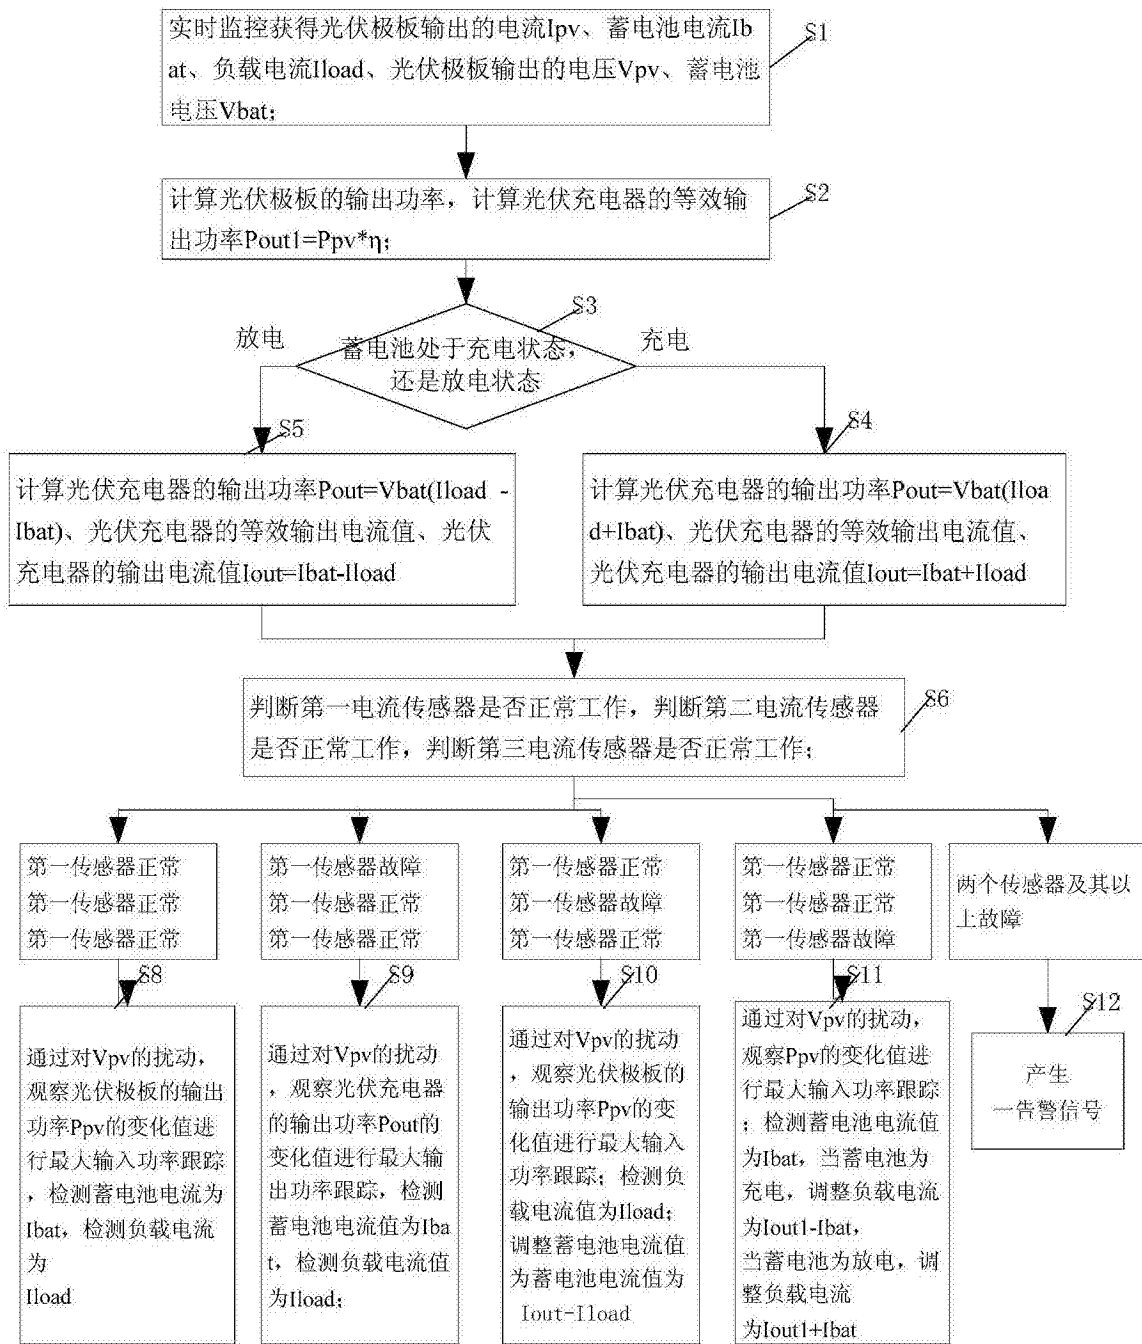 实时监控获得光伏极板输出的电流Ipv、蓄电池电流Ib
at、负载电流Iload、光伏极板输出的电压Vpv、蓄电池
电压Vbat；
S1
计算光伏极板的输出功率，计算光伏充电器的等效输
出功率Pout1=Ppv*η；
S2
S3
放电
蓄电池处于充电状态，
还是放电状态
充电
S5
计算光伏充电器的输出功率Pout=Vbat(Iload -
Ibat)、光伏充电器的等效输出电流值、光伏
充电器的输出电流值Iout=Ibat-Iload
S4
计算光伏充电器的输出功率Pout=Vbat(Iloa
d+Ibat)、光伏充电器的等效输出电流值、
光伏充电器的输出电流值Iout=Ibat+Iload
判断第一电流传感器是否正常工作，判断第二电流传感器
是否正常工作，判断第三电流传感器是否正常工作；
S6
第一传感器正常
第一传感器正常
第一传感器正常
第一传感器故障
第一传感器正常
第一传感器正常
第一传感器正常
第一传感器故障
第一传感器正常
第一传感器正常
第一传感器正常
第一传感器故障
两个传感器及其以
上故障
S8
通过对Vpv的扰动，
观察光伏极板的输出
功率Ppv的变化值进
行最大输入功率跟踪
，检测蓄电池电流为
Ibat，检测负载电流
为
Iload
S9
通过对Vpv的扰动
，观察光伏充电器
的输出功率Pout的
变化值进行最大输
出功率跟踪，检测
蓄电池电流值为Iba
t，检测负载电流值
为Iload；
S10
通过对Vpv的扰动
，观察光伏极板的
输出功率Ppv的变
化值进行最大输入
功率跟踪；检测负
载电流值为Iload；
调整蓄电池电流值
为蓄电池电流值为
Iout-Iload
S11
通过对Vpv的扰动，
观察Ppv的变化值进
行最大输入功率跟踪
；检测蓄电池电流值
为Ibat，当蓄电池为
充电，调整负载电流
为Iout1-Ibat，
当蓄电池为放电，调
整负载电流
为Iout1+Ibat
S12
产生
一告警信号